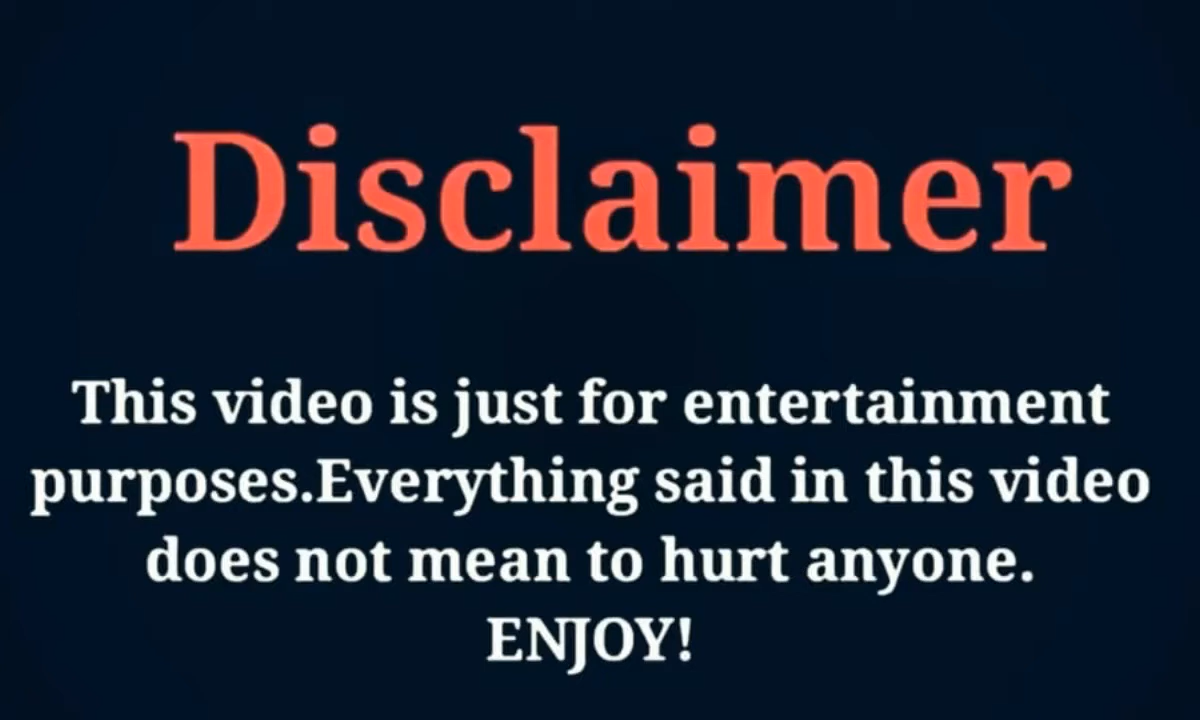 Disclaimer
This video is just for entertainment
purposes.Everything said in this video
does not mean to hurt anyone.
ENJOY!